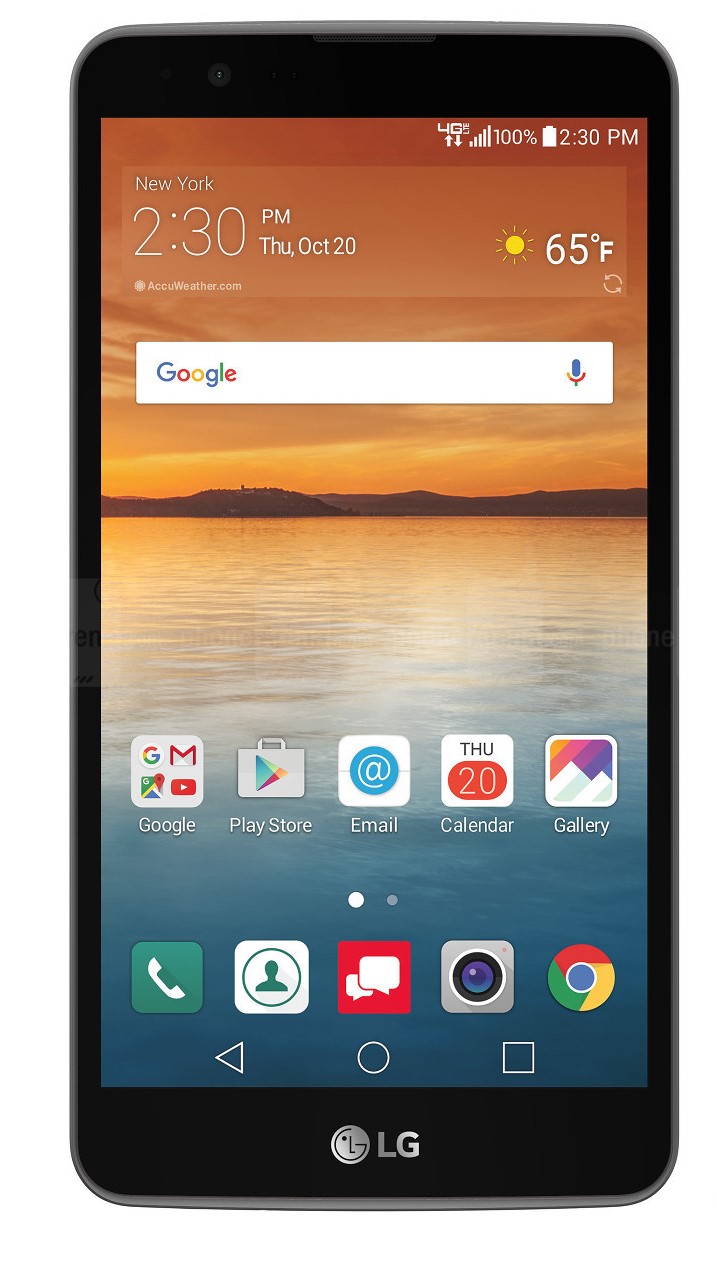 4G LTE 100% 2:30 PM
New York
2:30 PM
Thu, Oct 20
65°F
AccuWeather.com
Google
THU
20
Google Play Store Email Calendar Gallery
LG